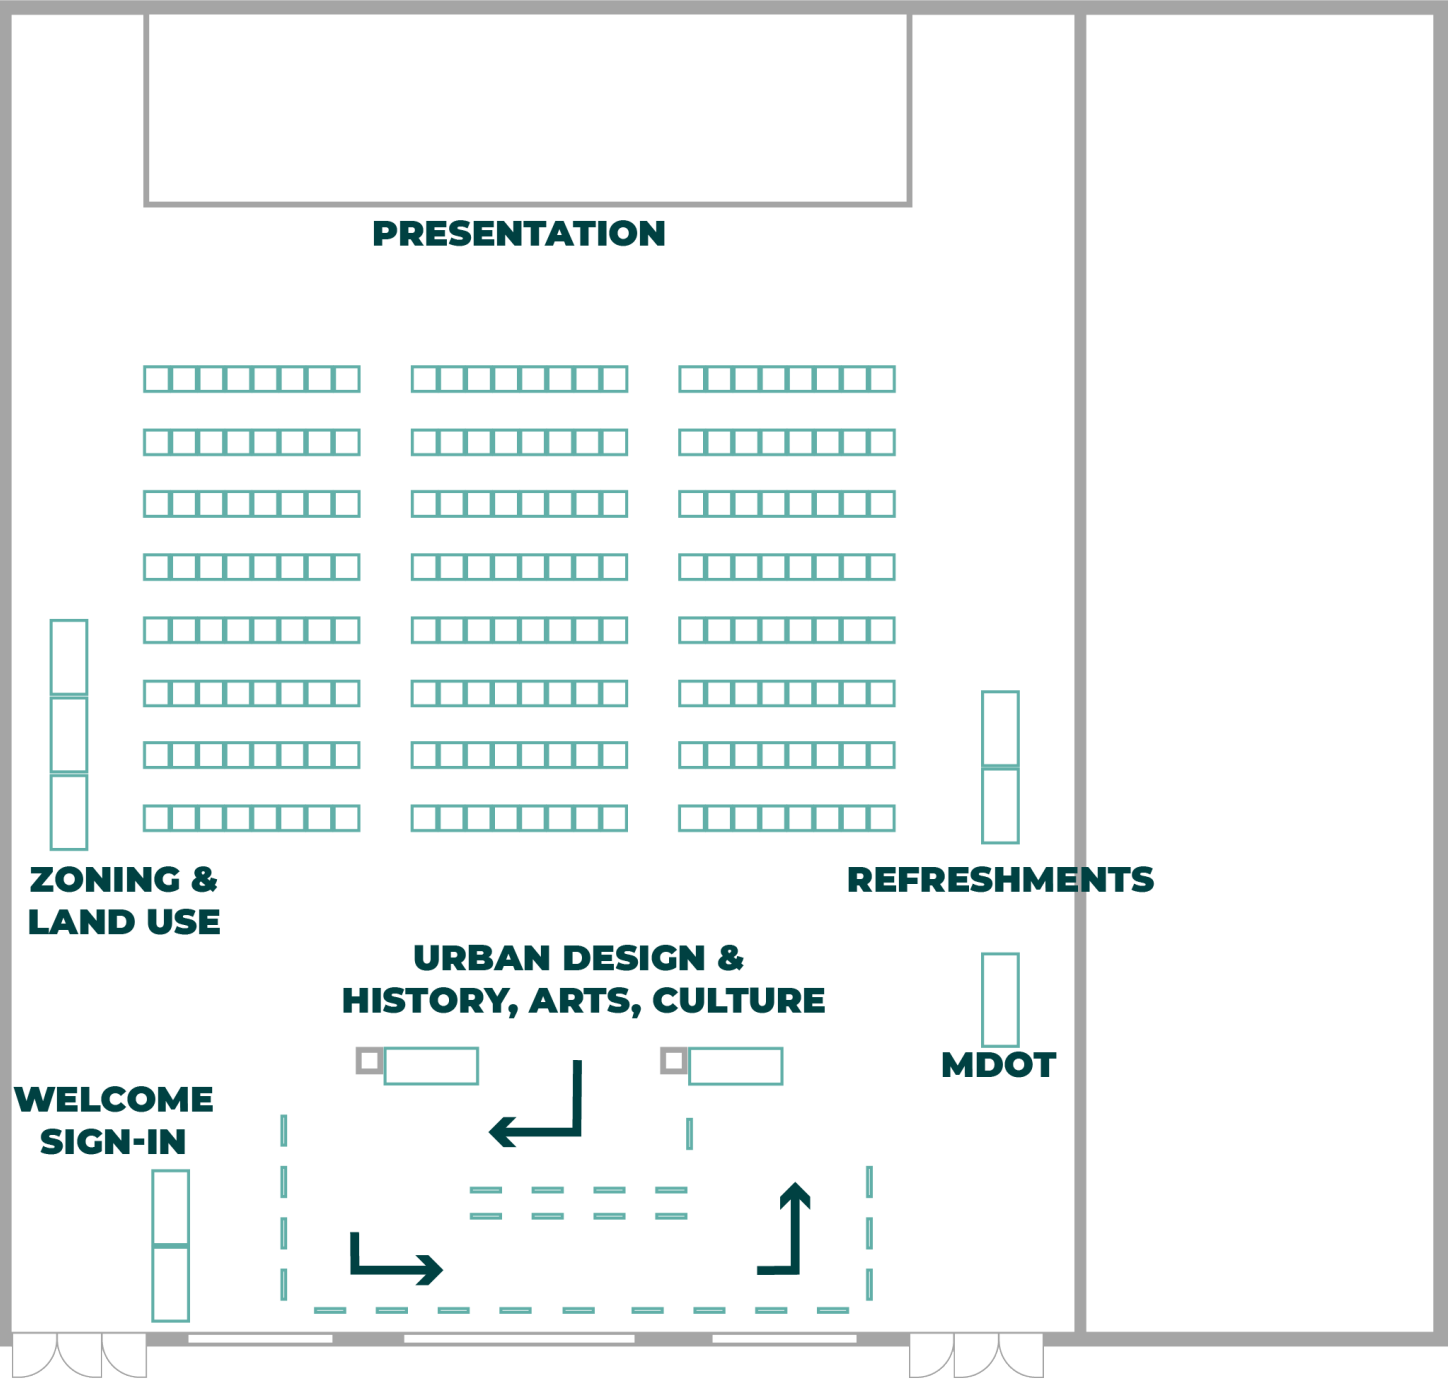 PRESENTATION
ZONING &
LAND USE
REFRESHMENTS
URBAN DESIGN &
HISTORY, ARTS, CULTURE
MDOT
WELCOME
SIGN-IN